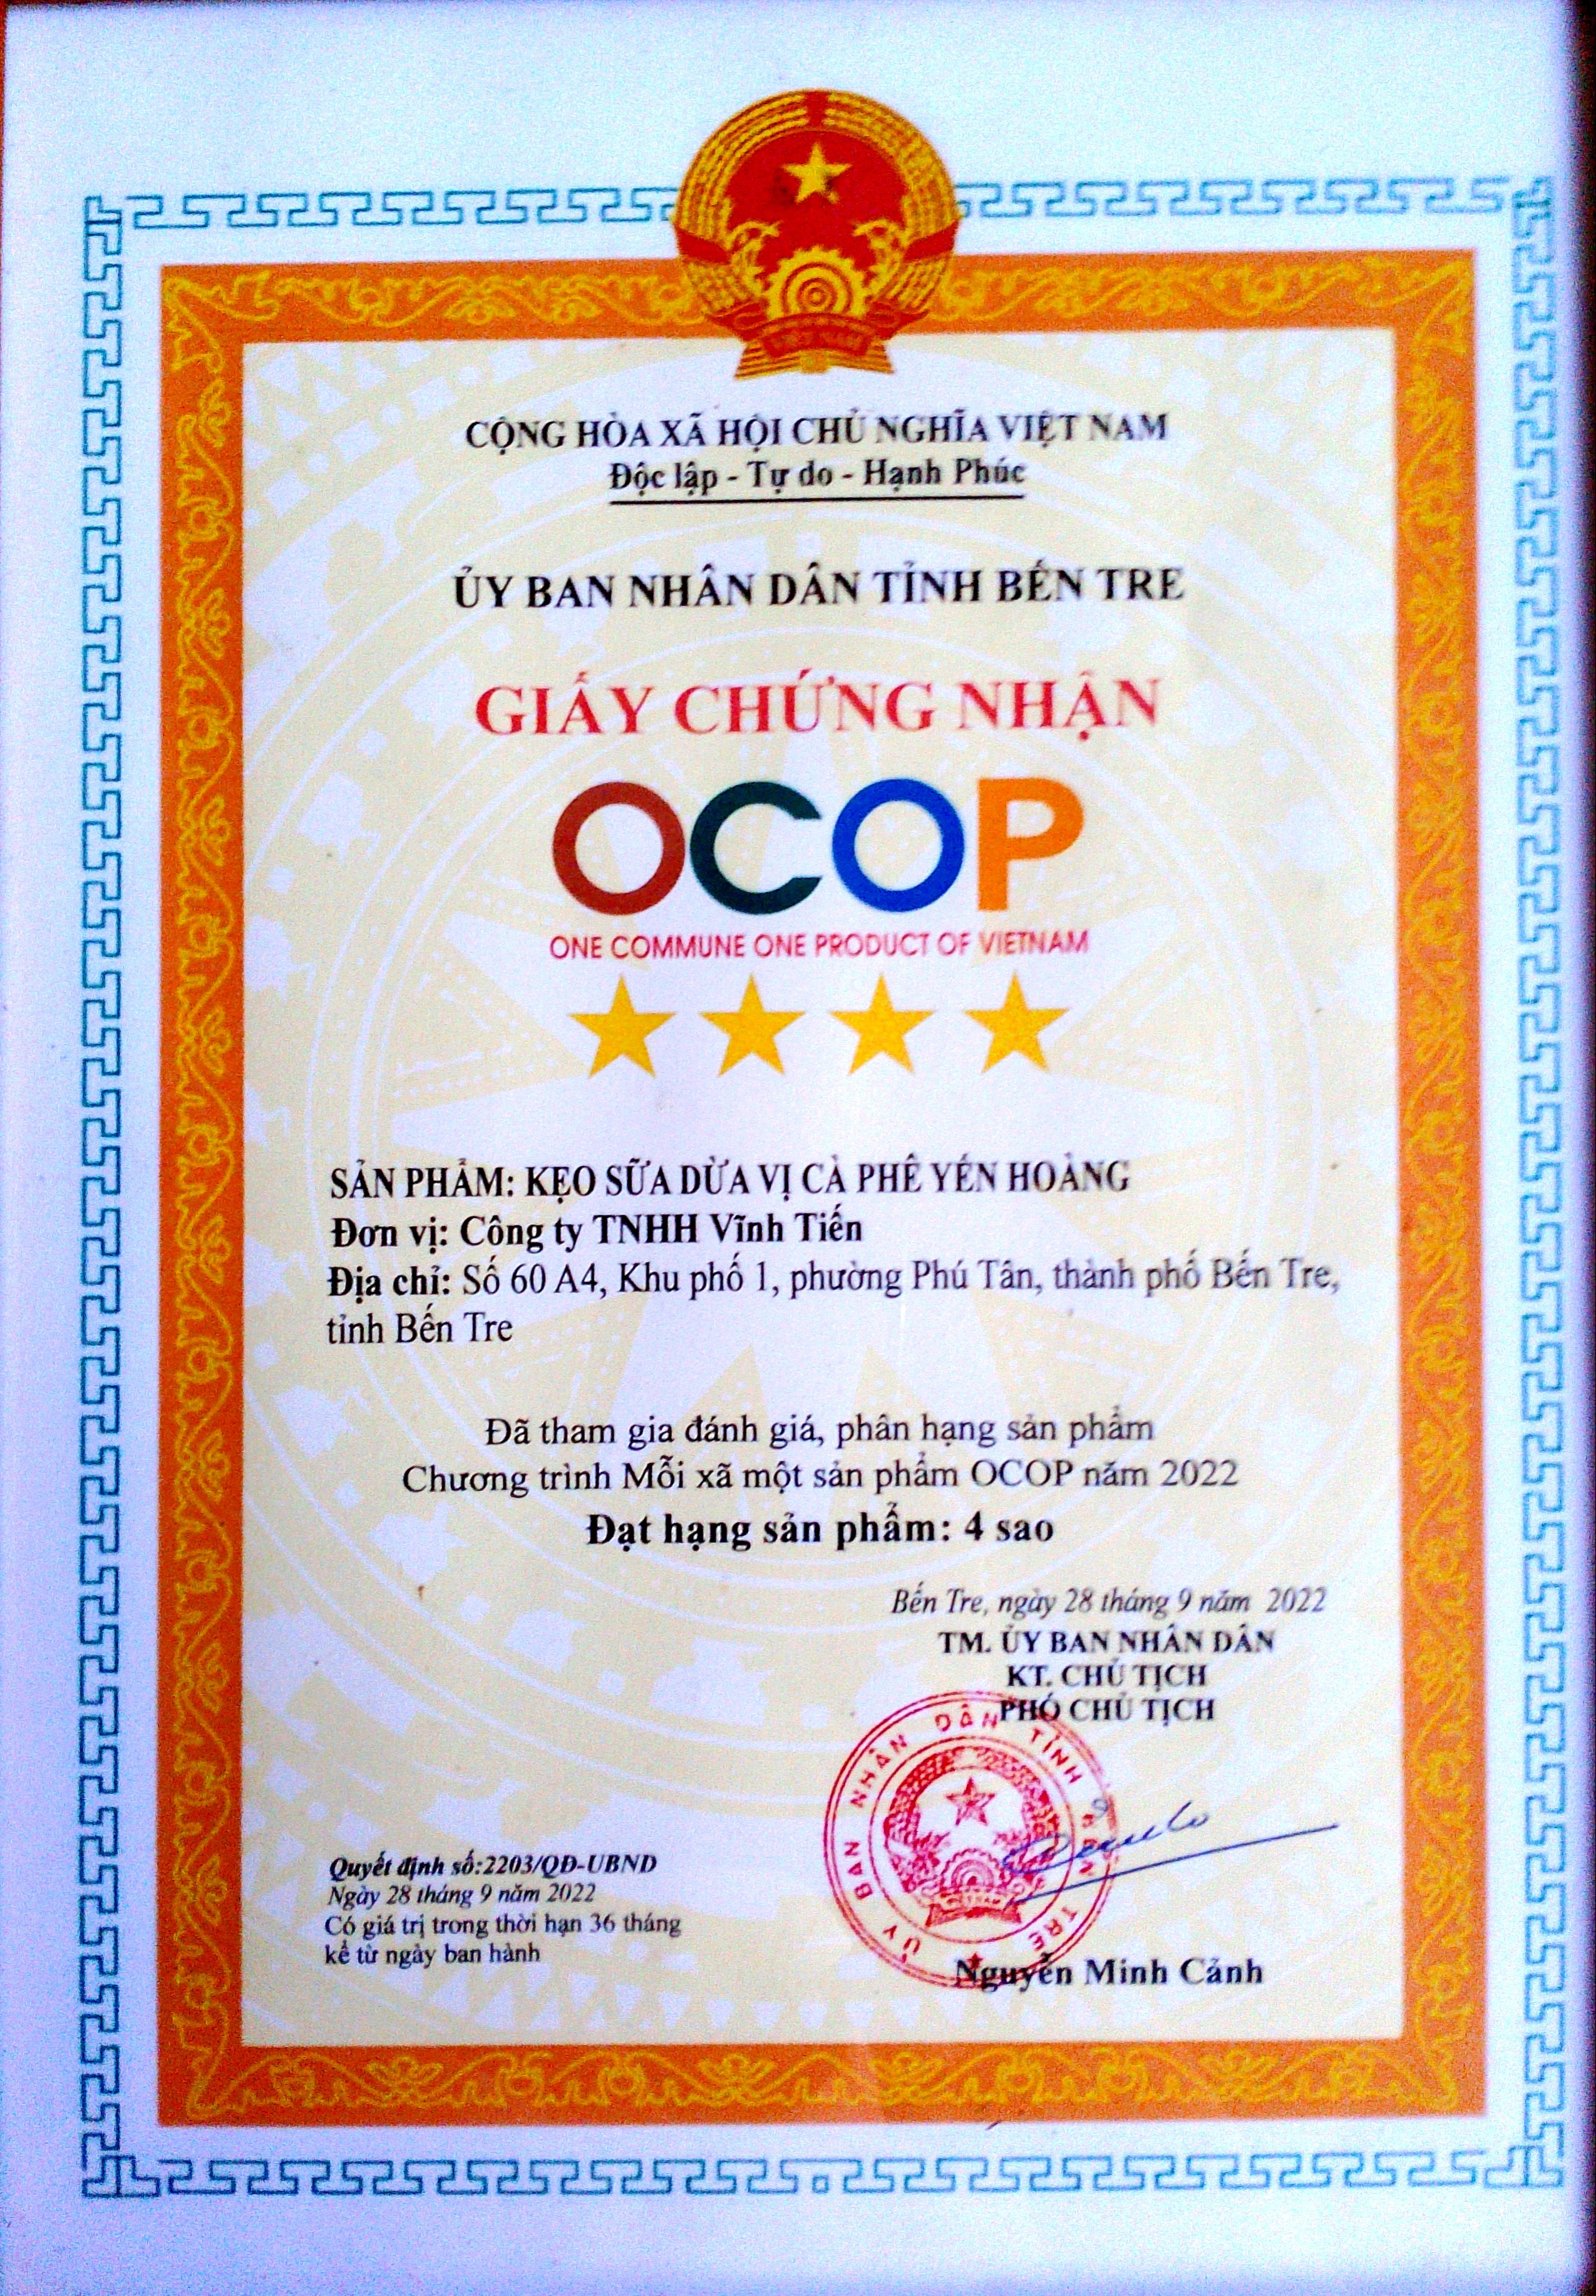 CỘNG HÒA XÃ HỘI CHỦ NGHĨA VIỆT NAM
Độc lập - Tự do - Hạnh Phúc
ỦY BAN NHÂN DÂN TỈNH BẾN TRE
GIẤY CHỨNG NHẬN
OCOP
ONE COMMUNE ONE PRODUCT OF VIETNAM
SẢN PHẨM: KẸO SỮA DỪA VỊ CÀ PHÊ YẾN HOÀNG
Đơn vị: Công ty TNHH Vĩnh Tiến
Địa chỉ: Số 60 A4, Khu phố 1, phường Phú Tân, thành phố Bến Tre,
tỉnh Bến Tre
Đã tham gia đánh giá, phân hạng sản phẩm
Chương trình Mỗi xã một sản phẩm OCOP năm 2022
Đạt hạng sản phẩm: 4 sao
Bến Tre, ngày 28 tháng 9 năm 2022
TM. ỦY BAN NHÂN DÂN
KT. CHỦ TỊCH
PHÓ CHỦ TỊCH
ỦY BAN NHÂN DÂN TỈNH BẾN TRE
Nguyễn Minh Cảnh
Quyết định số:2203/QĐ-UBND
Ngày 28 tháng 9 năm 2022
Có giá trị trong thời hạn 36 tháng
kể từ ngày ban hành